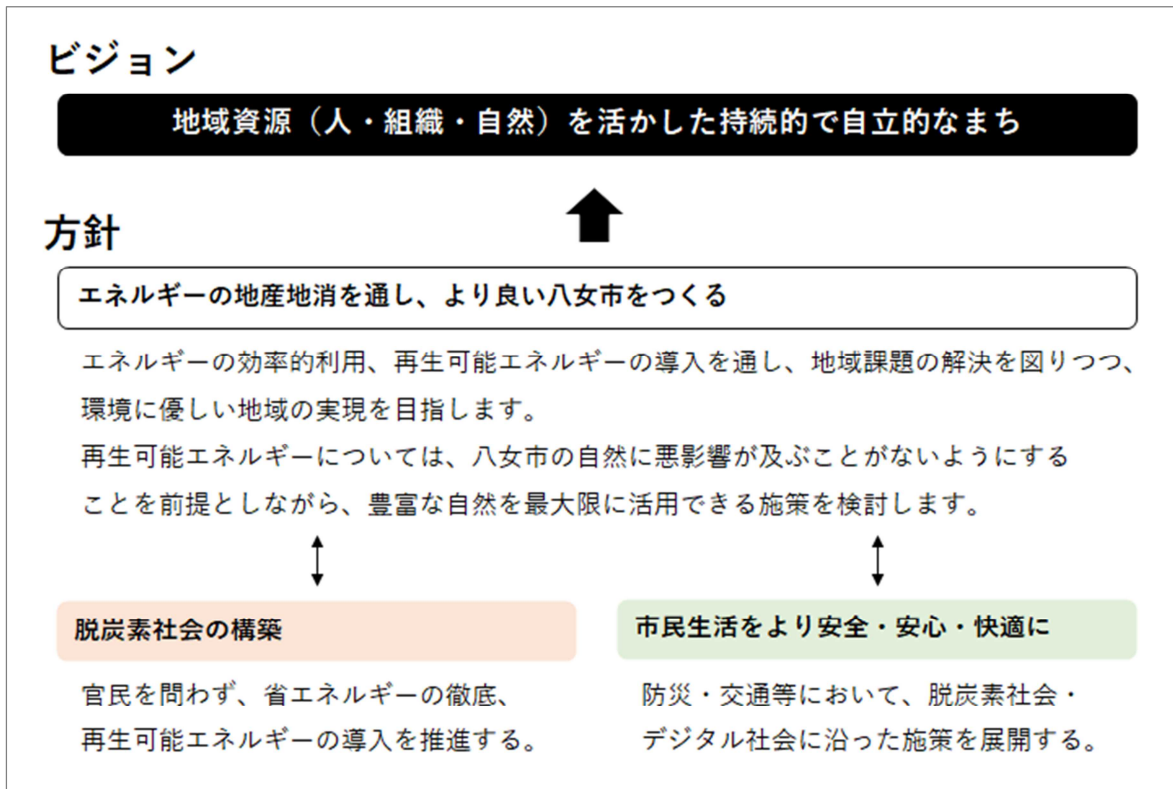 ビジョン
地域資源（人・組織・自然）を活かした持続的で自立的なまち
方針
エネルギーの地産地消を通し、より良い八女市をつくる
エネルギーの効率的利用、再生可能エネルギーの導入を通し、地域課題の解決を図りつつ、
環境に優しい地域の実現を目指します。
再生可能エネルギーについては、八女市の自然に悪影響が及ぶことがないようにする
ことを前提としながら、豊富な自然を最大限に活用できる施策を検討します。
脱炭素社会の構築
官民を問わず、省エネルギーの徹底、
再生可能エネルギーの導入を推進する。
市民生活をより安全・安心・快適に
防災・交通等において、脱炭素社会・
デジタル社会に沿った施策を展開する。